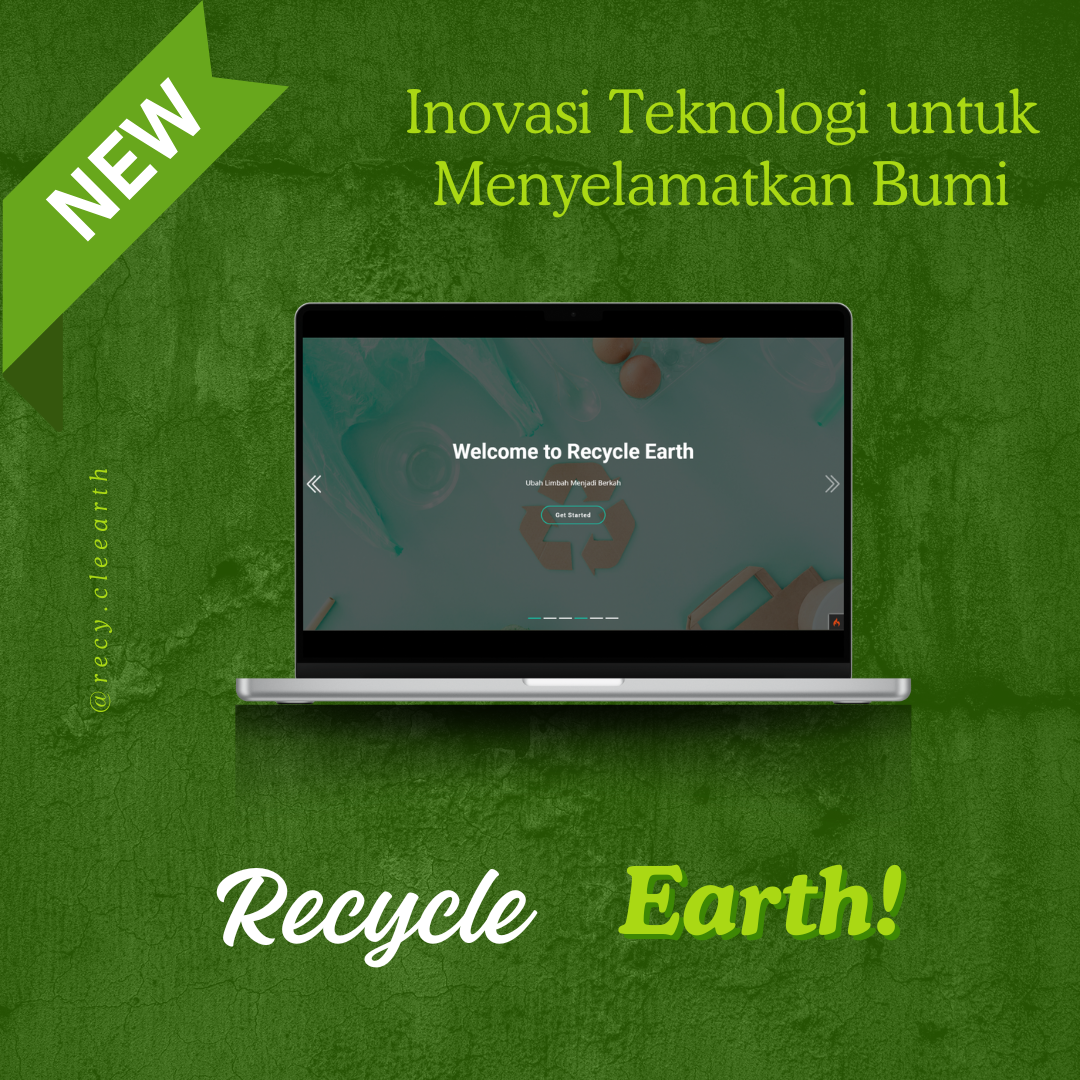 NEW
Inovasi Teknologi untuk
Menyelamatkan Bumi
Welcome to Recycle Earth
Ubah Limbah Menjadi Berkah
Get Started
@recy.cleearth
Recycle Earth!